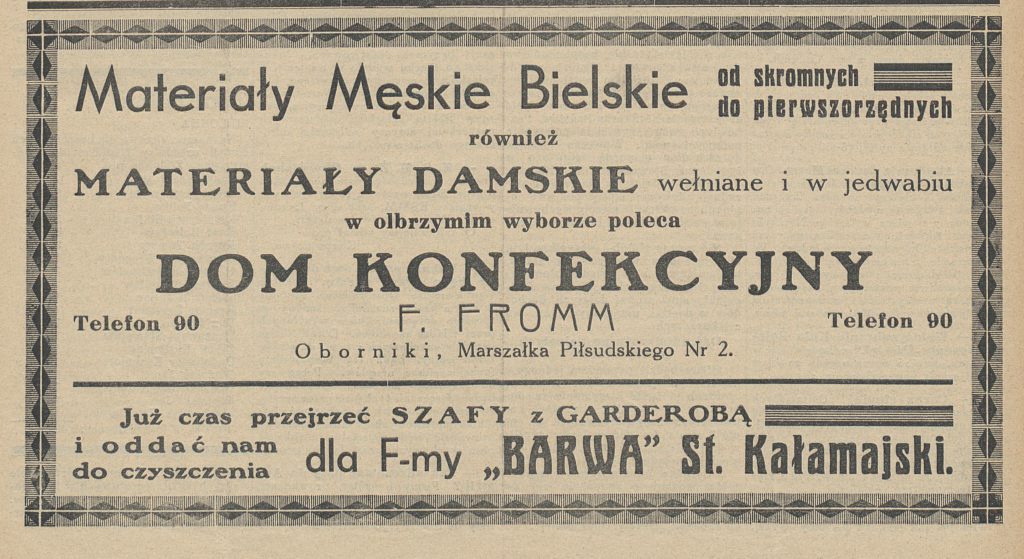 Materiały Męskie Bielskie od skromnych
do pierwszorzędnych
również
MATERIAŁY DAMSKIE wełniane i w jedwabiu
w olbrzymim wyborze poleca
DOM KONFEKCYJNY
Telefon 90 F. FROMM Telefon 90
Oborniki, Marszałka Piłsudskiego Nr 2.
Już czas przejrzeć SZAFY z GARDEROBĄ
i oddać nam
do czyszczenia dla F-my „BARWA” St. Kałamajski.